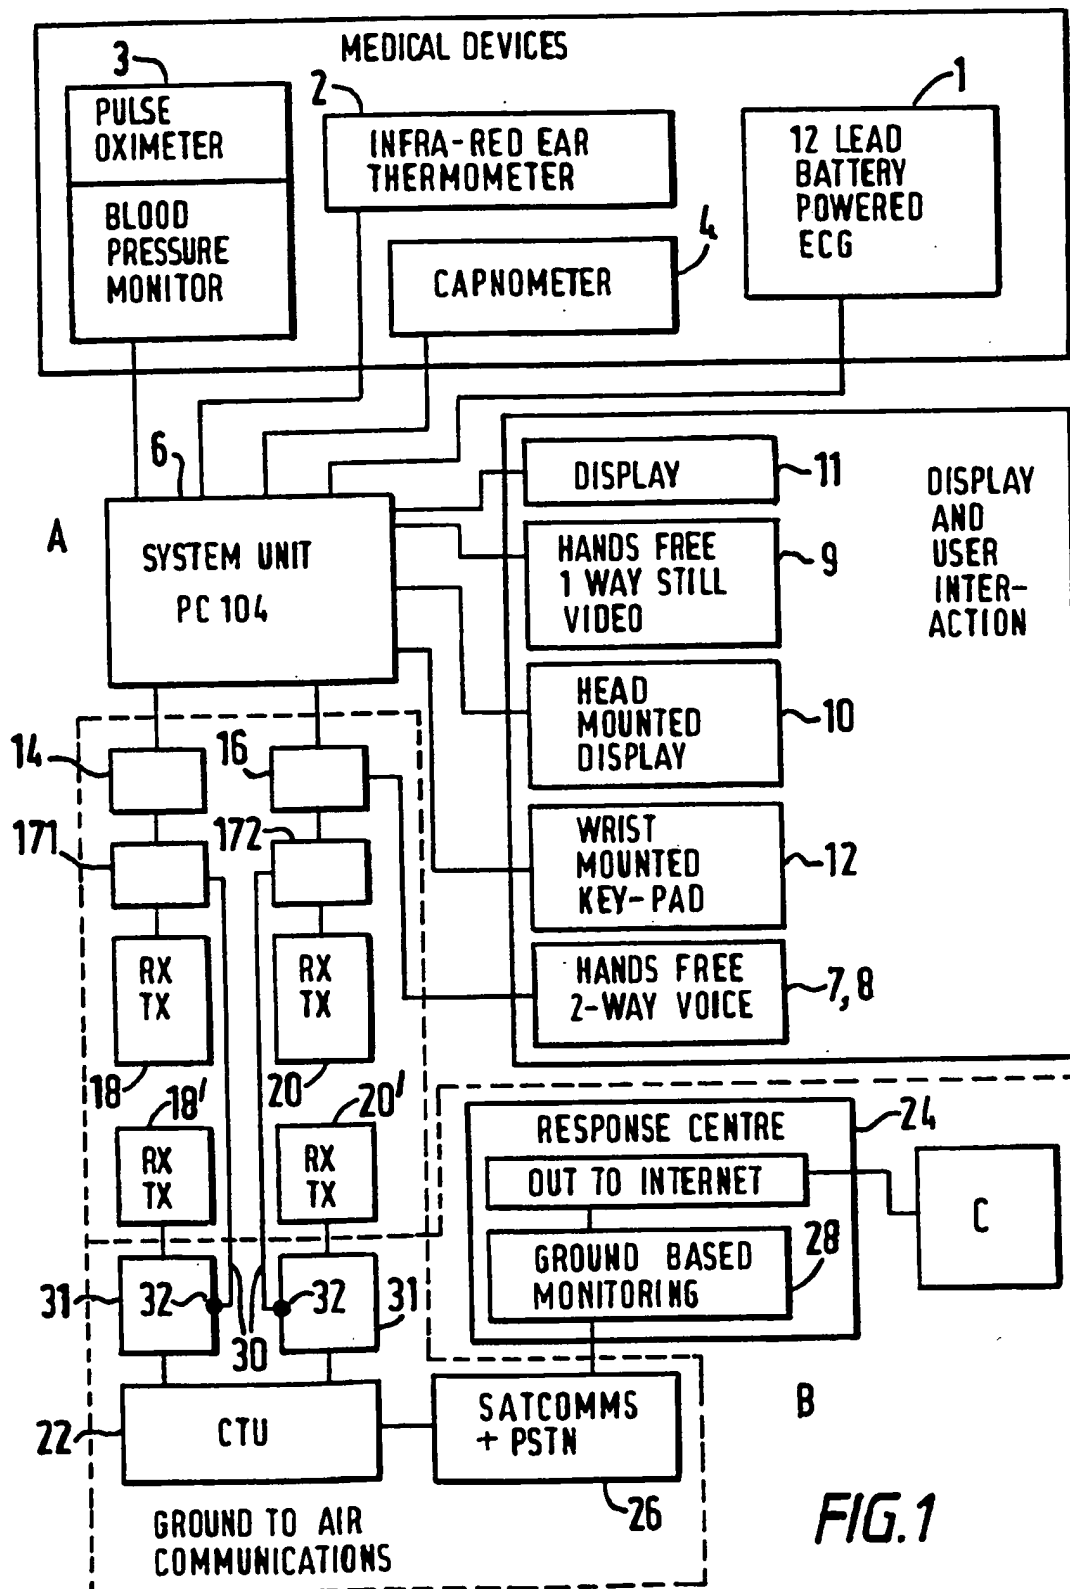 MEDICAL DEVICES
3
PULSE
OXIMETER
BLOOD
PRESSURE
MONITOR
2
INFRA-RED EAR
THERMOMETER
4
CAPNOMETER
1
12 LEAD
BATTERY
POWERED
ECG
A
6
SYSTEM UNIT
PC 104
DISPLAY
11
HANDS FREE
1 WAY STILL
VIDEO
9
HEAD
MOUNTED
DISPLAY
10
WRIST
MOUNTED
KEY-PAD
12
HANDS FREE
2-WAY VOICE
7, 8
DISPLAY
AND
USER
INTER-
ACTION
14
16
171
172
RX
TX
18
RX
TX
20
18'
RX
TX
20'
RX
TX
31
32
30
32
31
22
CTU
SATCOMMS
+ PSTN
26
GROUND TO AIR
COMMUNICATIONS
RESPONSE CENTRE
24
OUT TO INTERNET
GROUND BASED
MONITORING
28
C
B
FIG.1